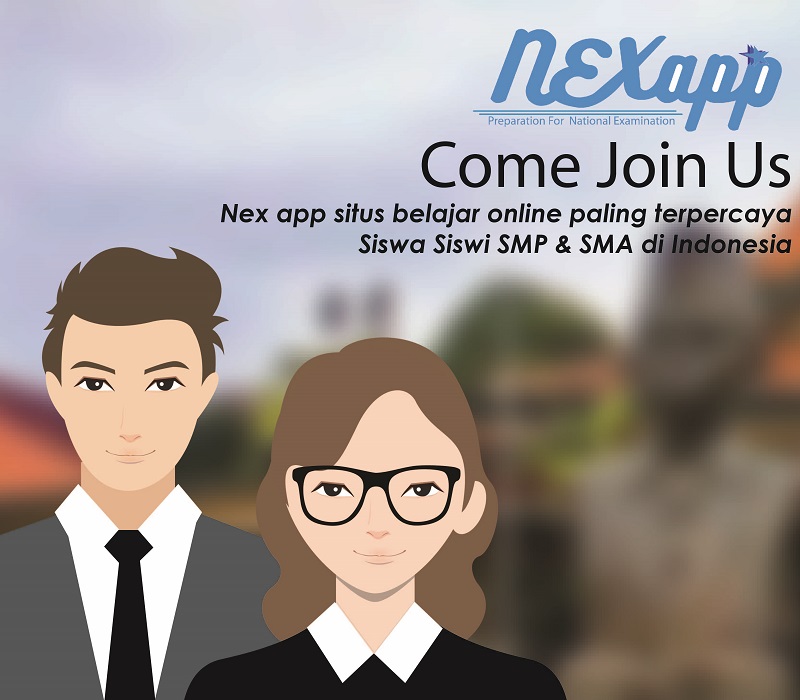 nEXapp
Preparation For National Examination
Come Join Us
Nex app situs belajar online paling terpercaya
Siswa Siswi SMP & SMA di Indonesia